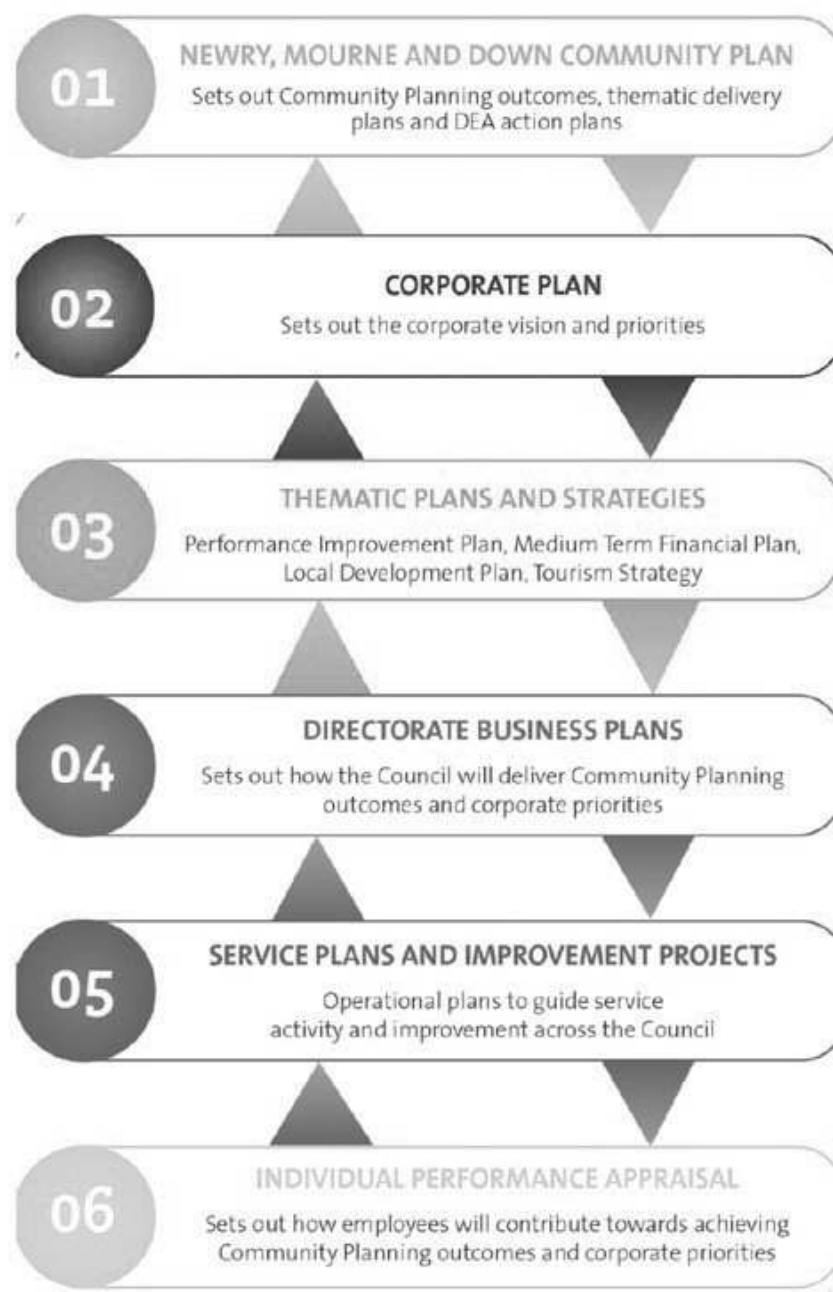 01
NEWRY, MOURNE AND DOWN COMMUNITY PLAN
Sets out Community Planning outcomes, thematic delivery
plans and DEA action plans
02
CORPORATE PLAN
Sets out the corporate vision and priorities
03
THEMATIC PLANS AND STRATEGIES
Performance Improvement Plan, Medium Term Financial Plan,
Local Development Plan, Tourism Strategy
04
DIRECTORATE BUSINESS PLANS
Sets out how the Council will deliver Community Planning
outcomes and corporate priorities
05
SERVICE PLANS AND IMPROVEMENT PROJECTS
Operational plans to guide service
activity and improvement across the Council
06
INDIVIDUAL PERFORMANCE APPRAISAL
Sets out how employees will contribute towards achieving
Community Planning outcomes and corporate priorities